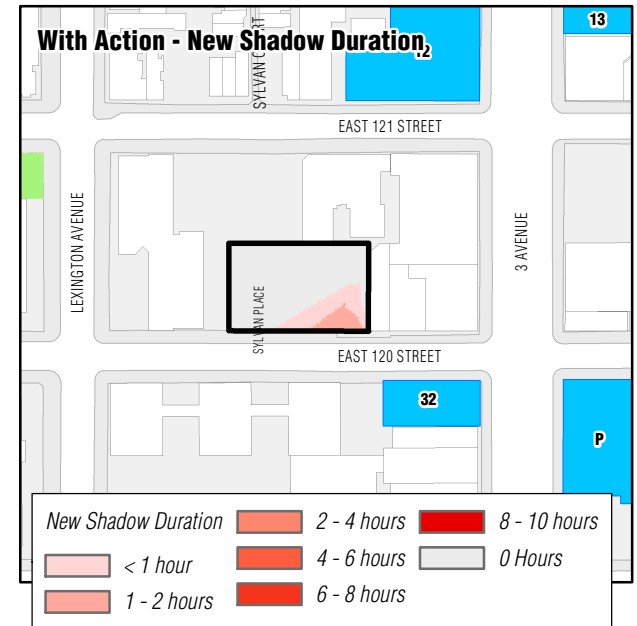 With Action - New Shadow Duration
12
13
SYLVAN COURT
EAST 121 STREET
LEXINGTON AVENUE
3 AVENUE
SYLVAN PLACE
EAST 120 STREET
32
P
New Shadow Duration
< 1 hour
1 - 2 hours
2 - 4 hours
4 - 6 hours
6 - 8 hours
8 - 10 hours
0 Hours